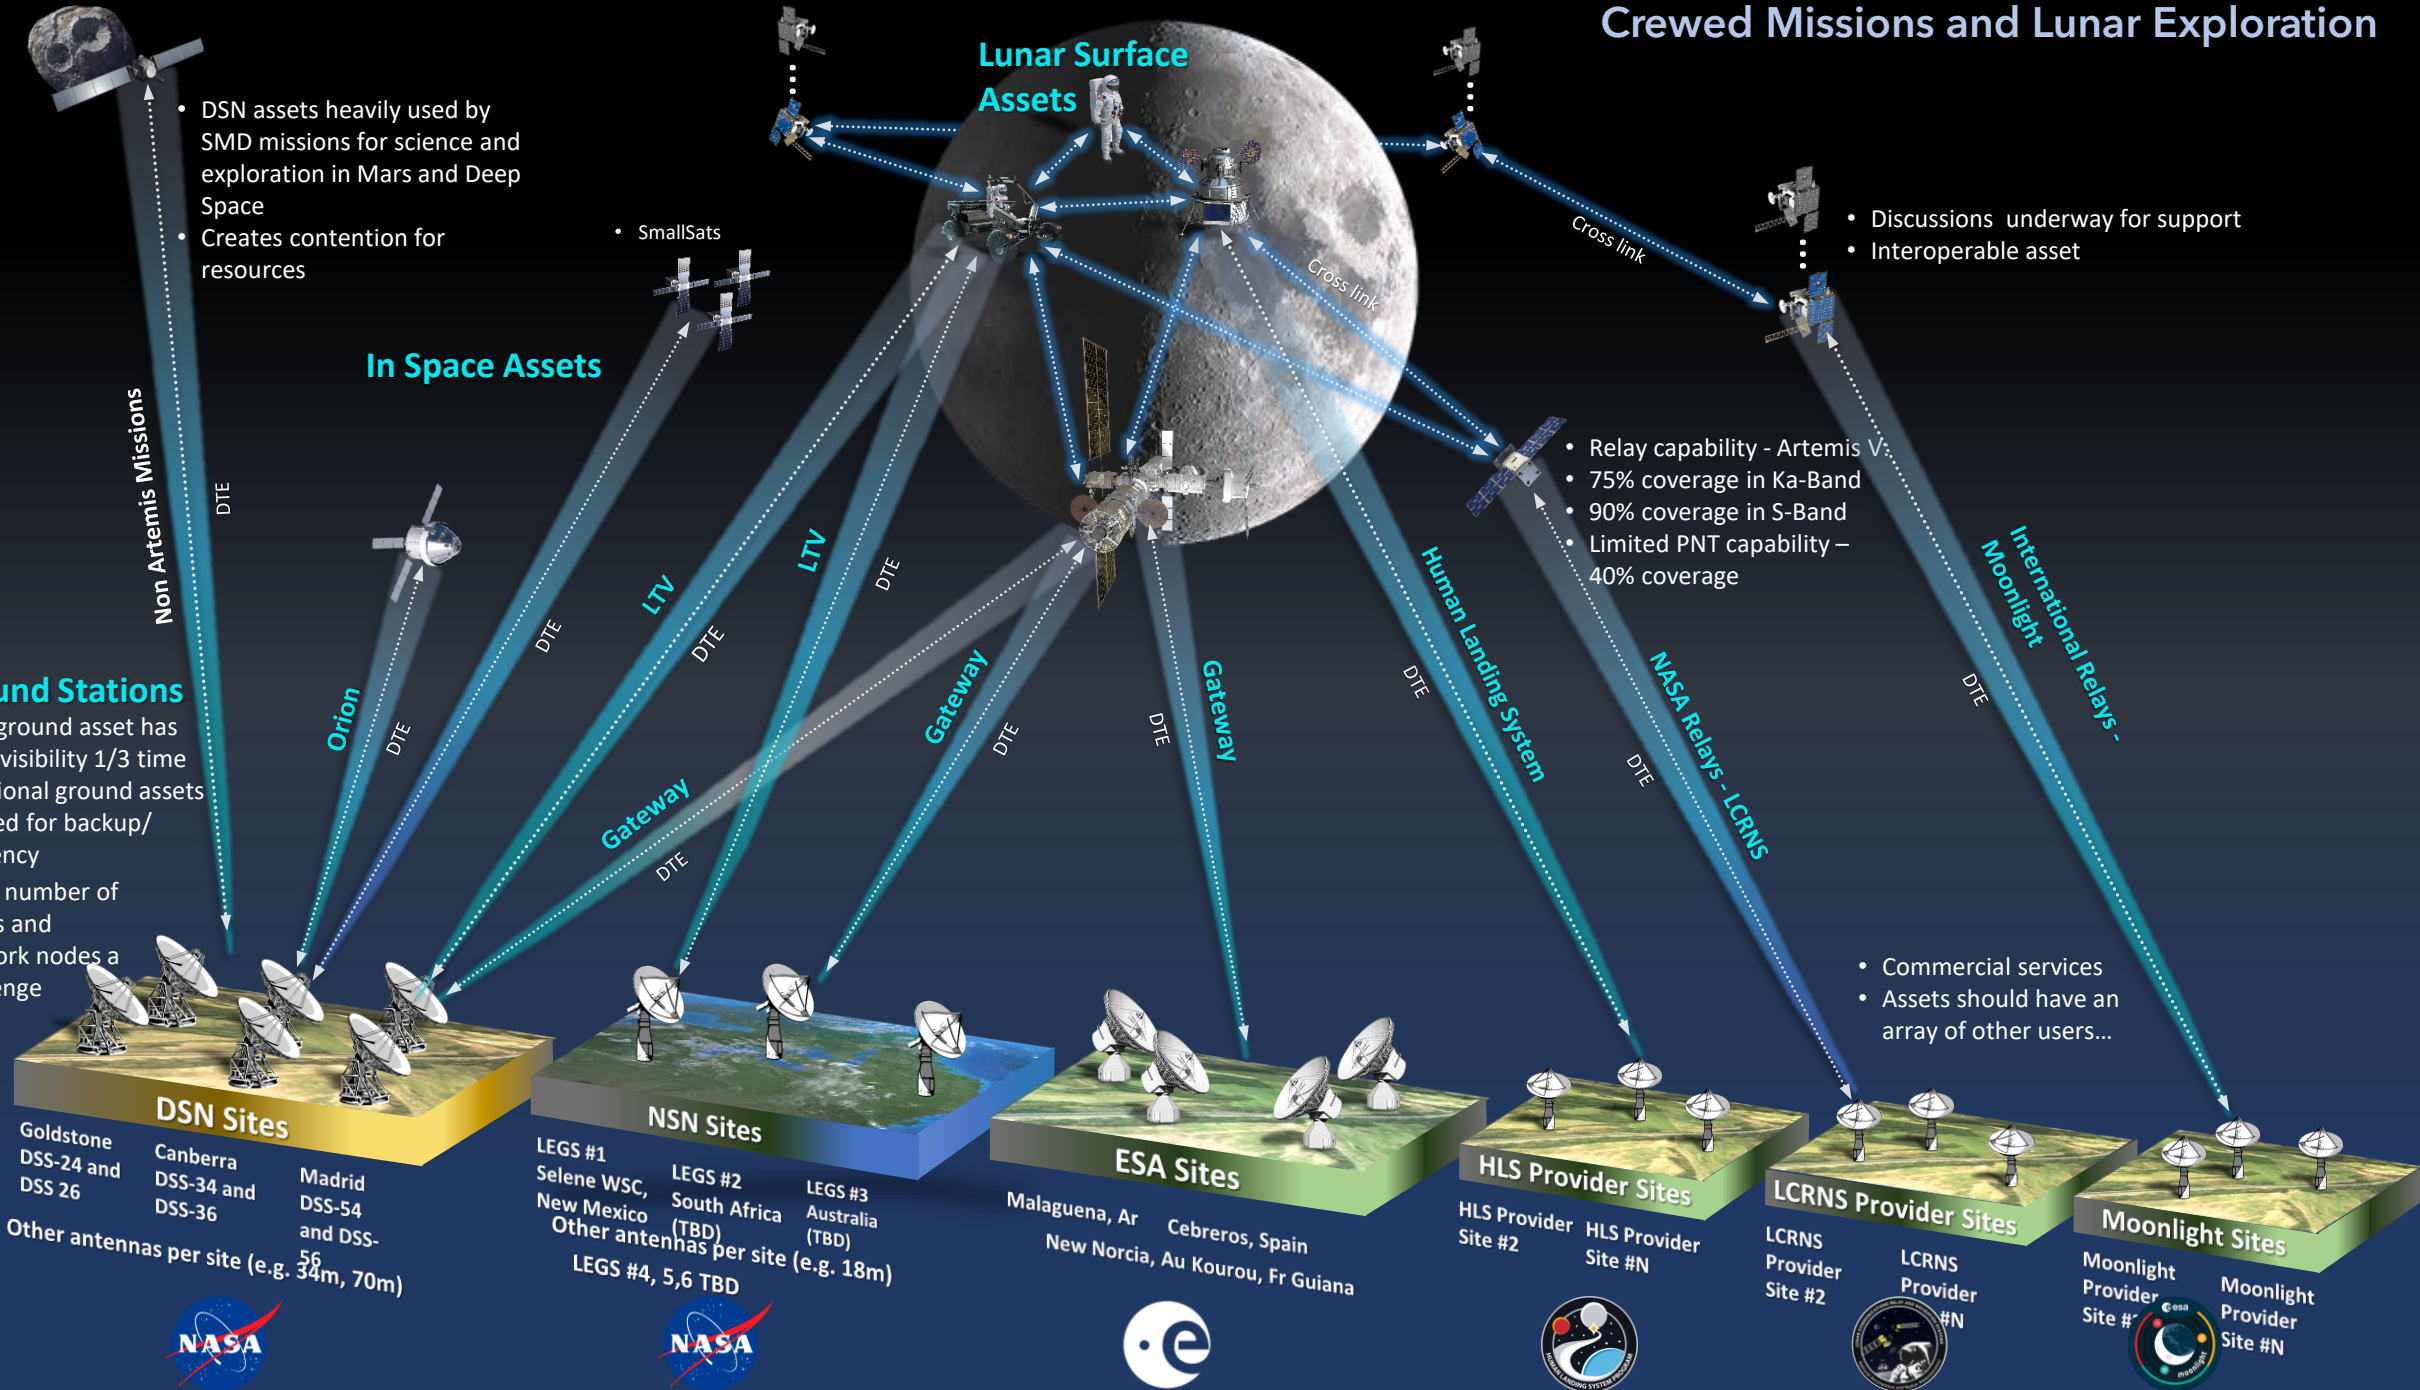 Crewed Missions and Lunar Exploration
Lunar Surface
Assets
• DSN assets heavily used by
SMD missions for science and
exploration in Mars and Deep
Space
• Creates contention for
resources
• SmallSats
In Space Assets
• Discussions underway for support
• Interoperable asset
Cross link
Cross link
• Relay capability - Artemis V.
• 75% coverage in Ka-Band
• 90% coverage in S-Band
• Limited PNT capability –
40% coverage
Non Artemis Missions
DTE
Orion
DTE
DTE
LTV
DTE
LTV
DTE
Gateway
DTE
Gateway
DTE
Gateway
DTE
Human Landing System
DTE
NASA Relays - LCRNS
DTE
International Relays -
Moonlight
DTE
und Stations
ground asset has
visibility 1/3 time
ional ground assets
ed for backup/
ency
number of
s and
ork nodes a
enge
• Commercial services
• Assets should have an
array of other users...
DSN Sites
Goldstone
DSS-24 and
DSS 26
Canberra
DSS-34 and
DSS-36
Madrid
DSS-54
and DSS-
56
Other antennas per site (e.g. 34m, 70m)
NASA
NSN Sites
LEGS #1
Selene WSC,
New Mexico
LEGS #2
South Africa
(TBD)
LEGS #3
Australia
(TBD)
Other antennas per site (e.g. 18m)
LEGS #4, 5,6 TBD
NASA
ESA Sites
Malaguena, Ar
Cebreros, Spain
New Norcia, Au Kourou, Fr Guiana
e
HLS Provider Sites
HLS Provider
Site #2
HLS Provider
Site #N
HUMAN LANDING SYSTEM PROGRAM
LCRNS Provider Sites
LCRNS
Provider
Site #2
LCRNS
Provider
#N
Moonlight Sites
Moonlight
Provider
Site #
Moonlight
Provider
Site #N
esa
moonlight